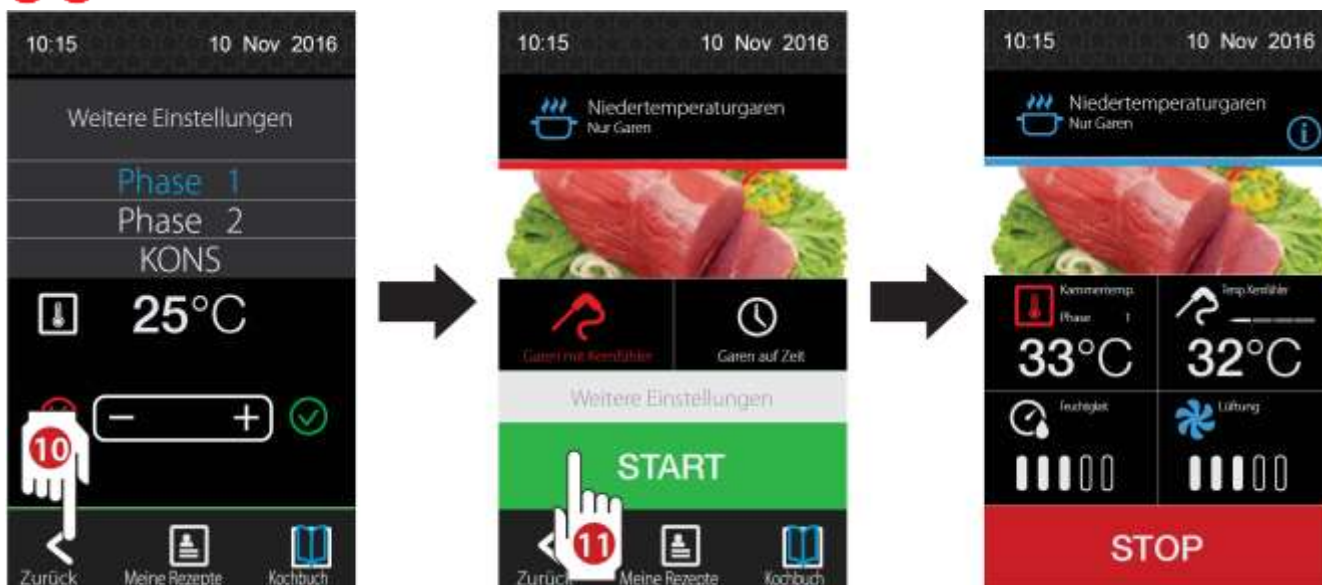 10:15 10 Nov 2016
Weitere Einstellungen
Phase 1
Phase 2
KONS
25°C
− +
10
Zurück Meine Rezepte Kochbuch
10:15 10 Nov 2016
Niedertemperaturgaren
Nur Garen
Garen mit Kernfühler Garen auf Zeit
Weitere Einstellungen
START
11
Zurück Meine Rezepte Kochbuch
10:15 10 Nov 2016
Niedertemperaturgaren
Nur Garen
i
Kammertemp. Temp Kernfühler
Phase 1
33°C 32°C
Feuchtigkeit Lüftung
STOP